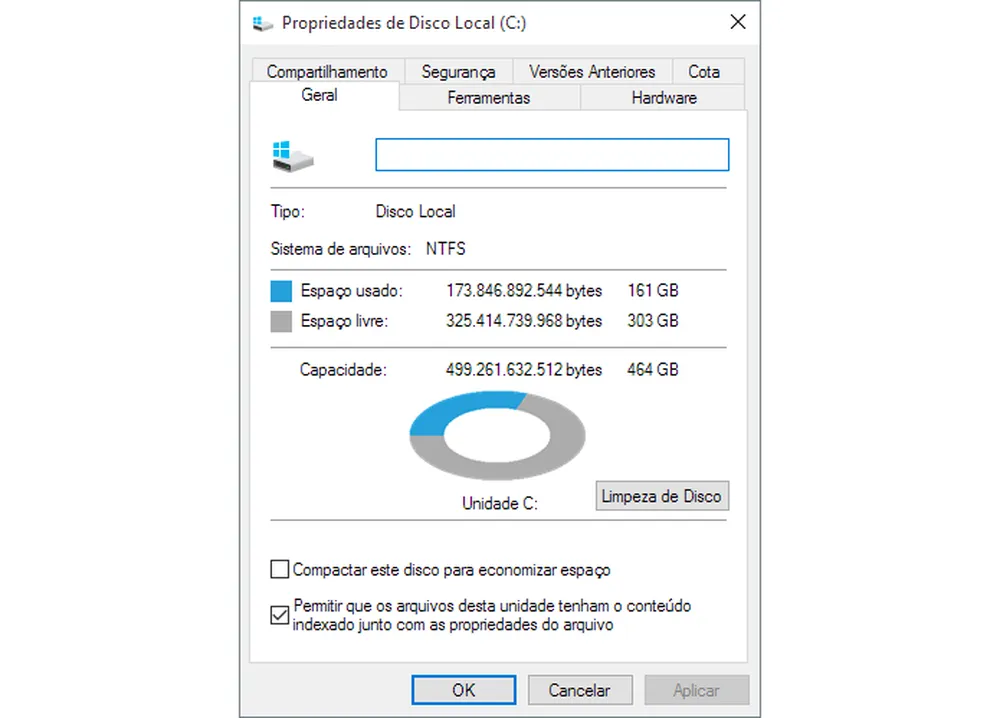 Propriedades de Disco Local (C:)
Compartilhamento Segurança Versões Anteriores Cota
Geral Ferramentas Hardware
Tipo: Disco Local
Sistema de arquivos: NTFS
Espaço usado: 173.846.892.544 bytes 161 GB
Espaço livre: 325.414.739.968 bytes 303 GB
Capacidade: 499.261.632.512 bytes 464 GB
Unidade C: Limpeza de Disco
Compactar este disco para economizar espaço
Permitir que os arquivos desta unidade tenham o conteúdo
indexado junto com as propriedades do arquivo
OK Cancelar Aplicar